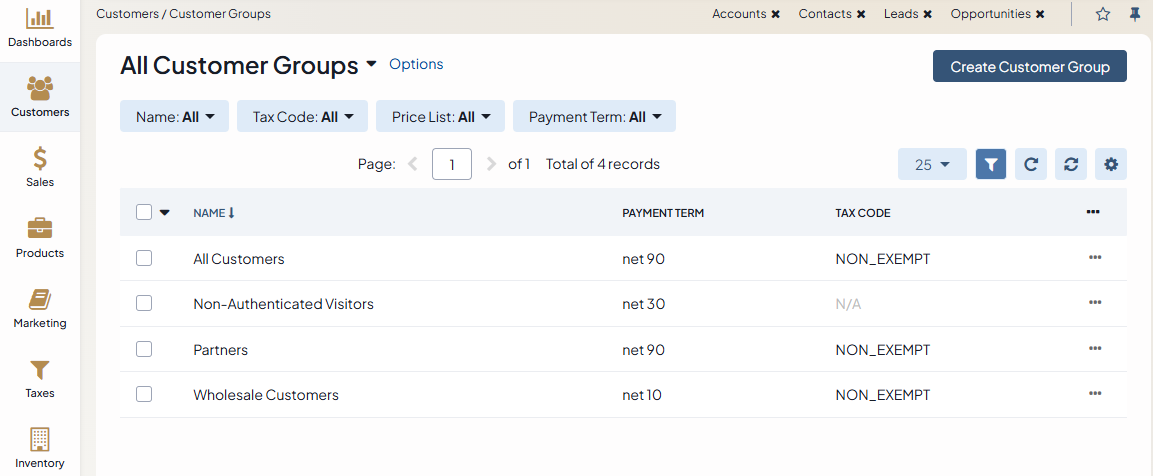 Customers / Customer Groups
Accounts ✖ Contacts ✖ Leads ✖ Opportunities ✖
Dashboards
Customers
Sales
Products
Marketing
Taxes
Inventory
All Customer Groups Options Create Customer Group
Name: All Tax Code: All Price List: All Payment Term: All
Page: 1 of 1 Total of 4 records 25
NAME PAYMENT TERM TAX CODE
All Customers net 90 NON_EXEMPT
Non-Authenticated Visitors net 30 N/A
Partners net 90 NON_EXEMPT
Wholesale Customers net 10 NON_EXEMPT